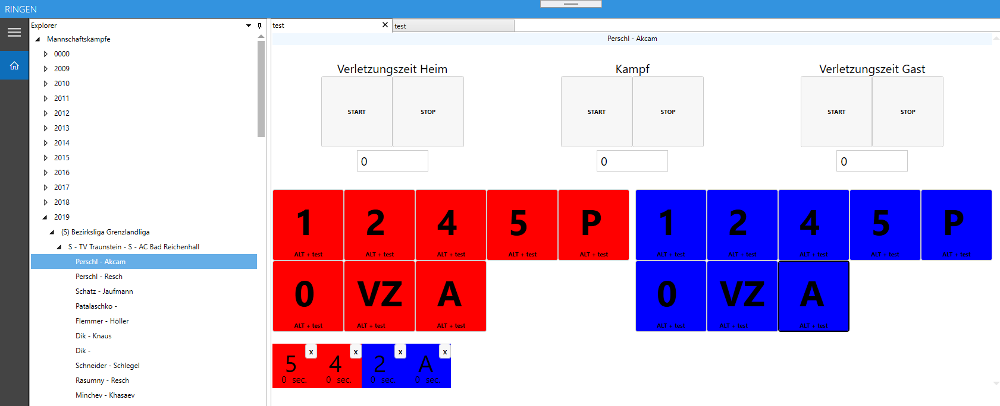 RINGEN
Explorer
Mannschaftskämpfe
0000
2009
2010
2011
2012
2013
2014
2015
2016
2017
2018
2019
(S) Bezirksliga Grenzlandliga
S - TV Traunstein - S - AC Bad Reichenhall
Perschl - Akcam
Perschl - Resch
Schatz - Jaufmann
Patalaschko -
Flemmer - Höller
Dik - Knaus
Dik -
Schneider - Schlegel
Rasumny - Resch
Minchev - Khasaev
test test
Perschl - Akcam
Verletzungszeit Heim Kampf Verletzungszeit Gast
START STOP START STOP START STOP
0 0 0
1 2 4 5 P 1 2 4 5 P
ALT + test ALT + test ALT + test ALT + test ALT + test ALT + test ALT + test ALT + test ALT + test ALT + test
0 VZ A 0 VZ A
ALT + test ALT + test ALT + test ALT + test ALT + test ALT + test
x x x x
5 4 2 A
0 sec. 0 sec. 0 sec. 0 sec.